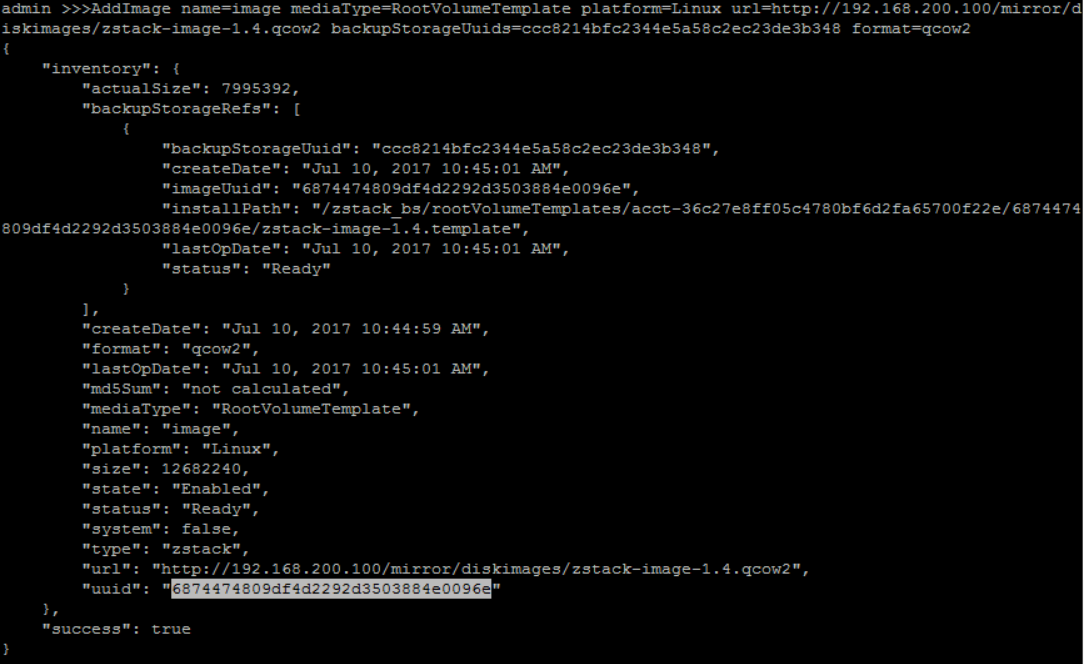 admin >>>AddImage name=image mediaType=RootVolumeTemplate platform=Linux url=http://192.168.200.100/mirror/d
iskimages/zstack-image-1.4.qcow2 backupStorageUuids=ccc8214bfc2344e5a58c2ec23de3b348 format=qcow2
{
    "inventory": {
        "actualSize": 7995392,
        "backupStorageRefs": [
            {
                "backupStorageUuid": "ccc8214bfc2344e5a58c2ec23de3b348",
                "createDate": "Jul 10, 2017 10:45:01 AM",
                "imageUuid": "6874474809df4d2292d3503884e0096e",
                "installPath": "/zstack_bs/rootVolumeTemplates/acct-36c27e8ff05c4780bf6d2fa65700f22e/6874474
809df4d2292d3503884e0096e/zstack-image-1.4.template",
                "lastOpDate": "Jul 10, 2017 10:45:01 AM",
                "status": "Ready"
            }
        ],
        "createDate": "Jul 10, 2017 10:44:59 AM",
        "format": "qcow2",
        "lastOpDate": "Jul 10, 2017 10:45:01 AM",
        "md5Sum": "not calculated",
        "mediaType": "RootVolumeTemplate",
        "name": "image",
        "platform": "Linux",
        "size": 12682240,
        "state": "Enabled",
        "status": "Ready",
        "system": false,
        "type": "zstack",
        "url": "http://192.168.200.100/mirror/diskimages/zstack-image-1.4.qcow2",
        "uuid": "6874474809df4d2292d3503884e0096e"
    },
    "success": true
}